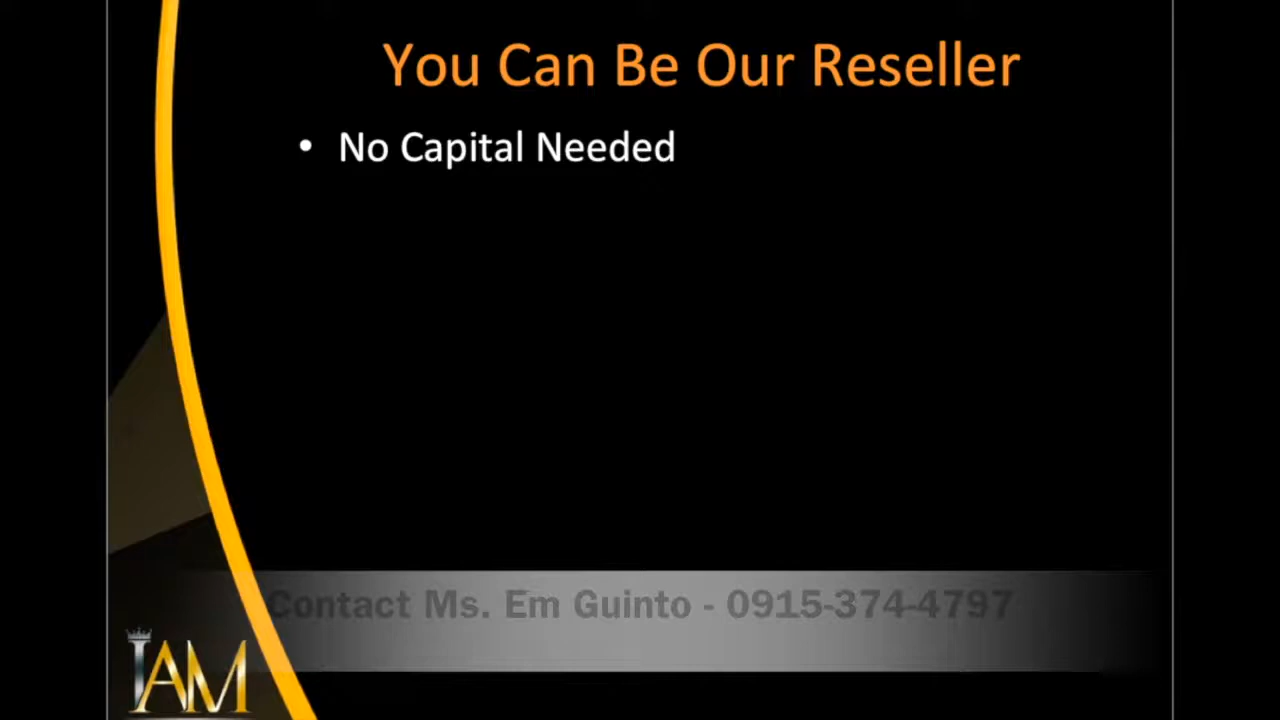 You Can Be Our Reseller
• No Capital Needed
Contact Ms. Em Guinto - 0915-374-4797
IAM